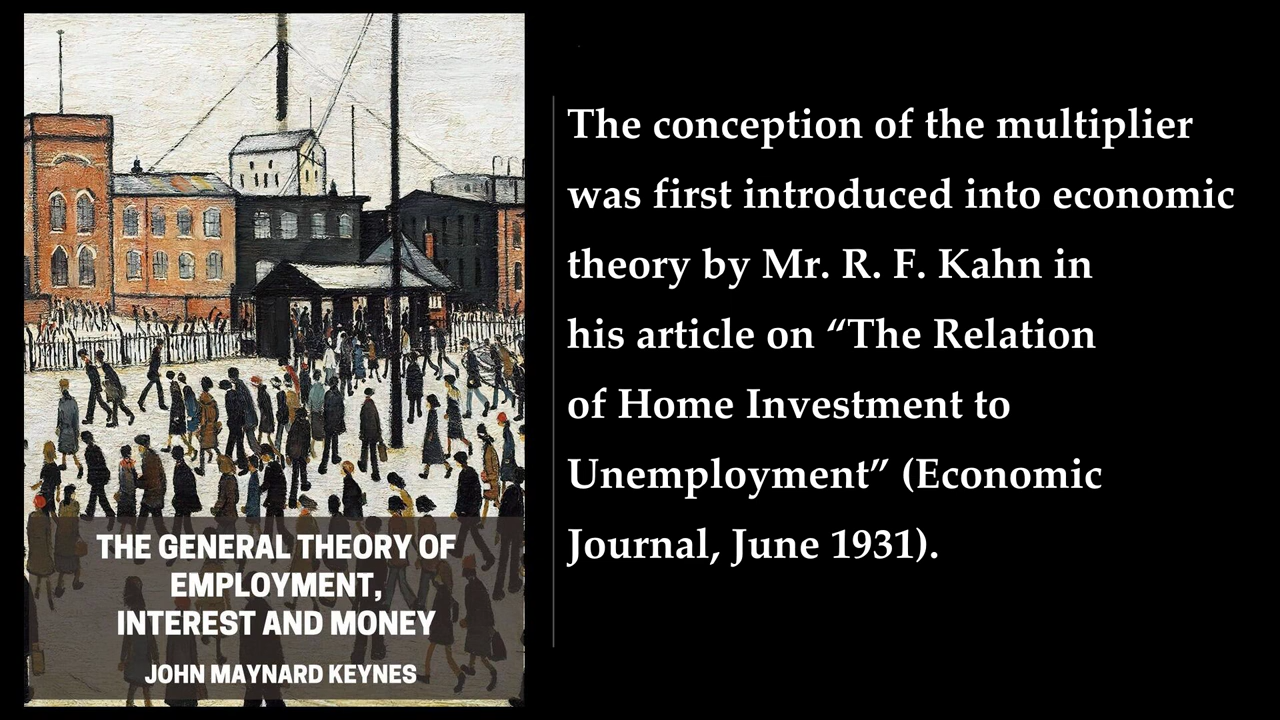 THE GENERAL THEORY OF
EMPLOYMENT,
INTEREST AND MONEY
JOHN MAYNARD KEYNES
The conception of the multiplier
was first introduced into economic
theory by Mr. R. F. Kahn in
his article on “The Relation
of Home Investment to
Unemployment” (Economic
Journal, June 1931).